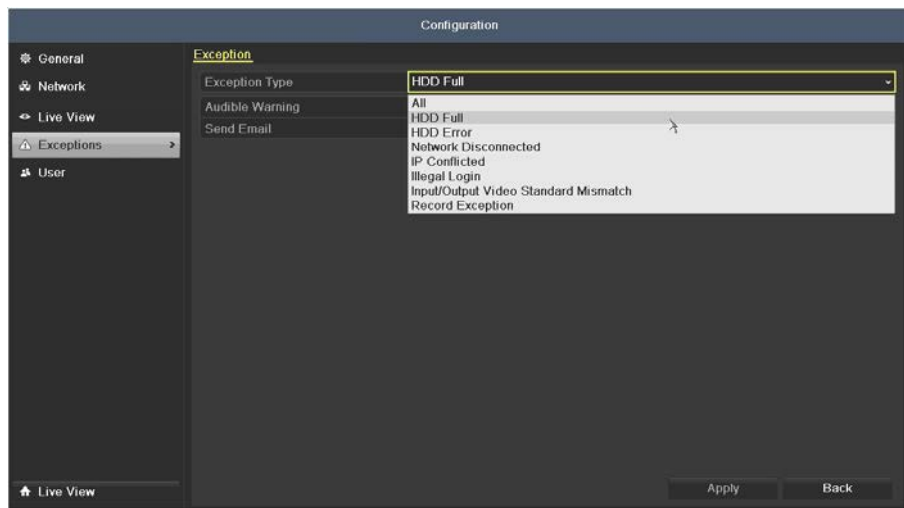 Configuration
General
Network
Live View
Exceptions
User
Live View
Exception
Exception Type HDD Full
Audible Warning
Send Email
All
HDD Full
HDD Error
Network Disconnected
IP Conflicted
Illegal Login
Input/Output Video Standard Mismatch
Record Exception
Apply Back